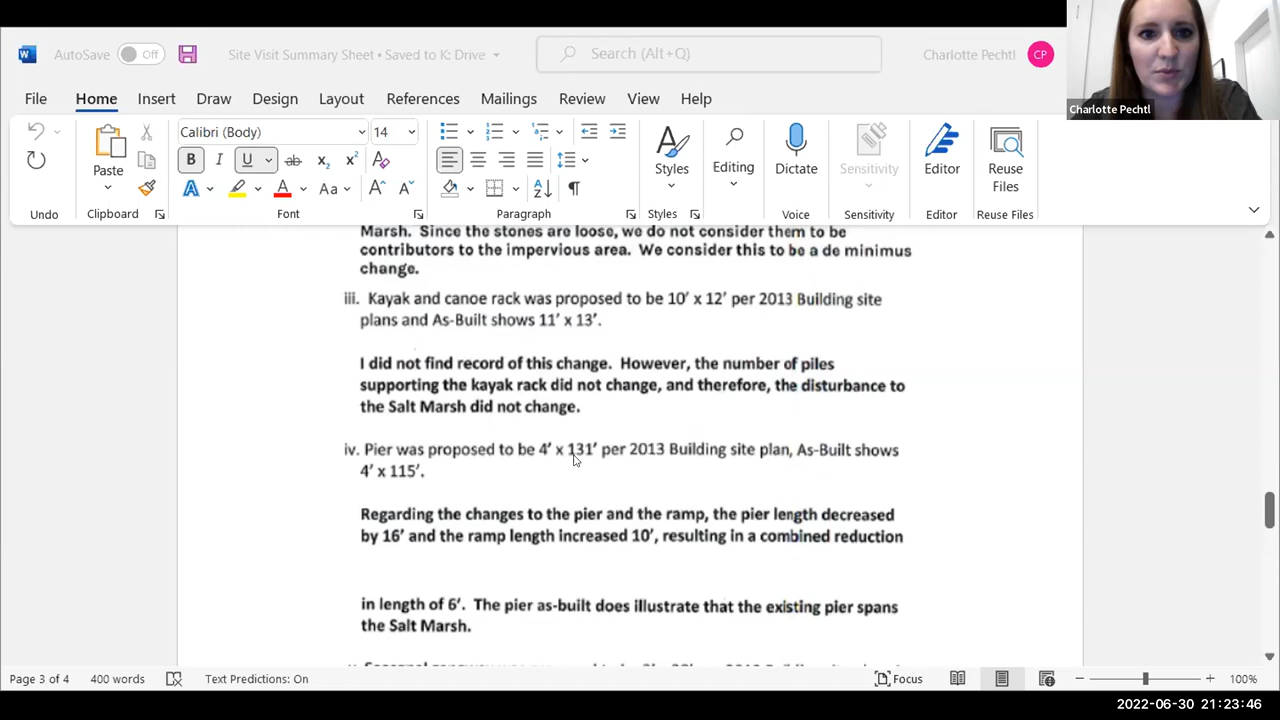 AutoSave Off Site Visit Summary Sheet • Saved to K: Drive Search (Alt+Q) Charlotte Pechtl CP
Charlotte Pechtl
File Home Insert Draw Design Layout References Mailings Review View Help
Calibri (Body) 14
Paste Styles Editing Dictate Sensitivity Editor Reuse Files
Undo Clipboard Font Paragraph Styles Voice Sensitivity Editor Reuse Files
Marsh. Since the stones are loose, we do not consider them to be
contributors to the impervious area. We consider this to be a de minimus
change.
iii. Kayak and canoe rack was proposed to be 10' x 12' per 2013 Building site
plans and As-Built shows 11' x 13'.
I did not find record of this change. However, the number of piles
supporting the kayak rack did not change, and therefore, the disturbance to
the Salt Marsh did not change.
iv. Pier was proposed to be 4' x 131' per 2013 Building site plan, As-Built shows
4' x 115'.
Regarding the changes to the pier and the ramp, the pier length decreased
by 16' and the ramp length increased 10', resulting in a combined reduction
in length of 6'. The pier as-built does illustrate that the existing pier spans
the Salt Marsh.
Page 3 of 4 400 words Text Predictions: On Focus 100%
2022-06-30 21:23:46